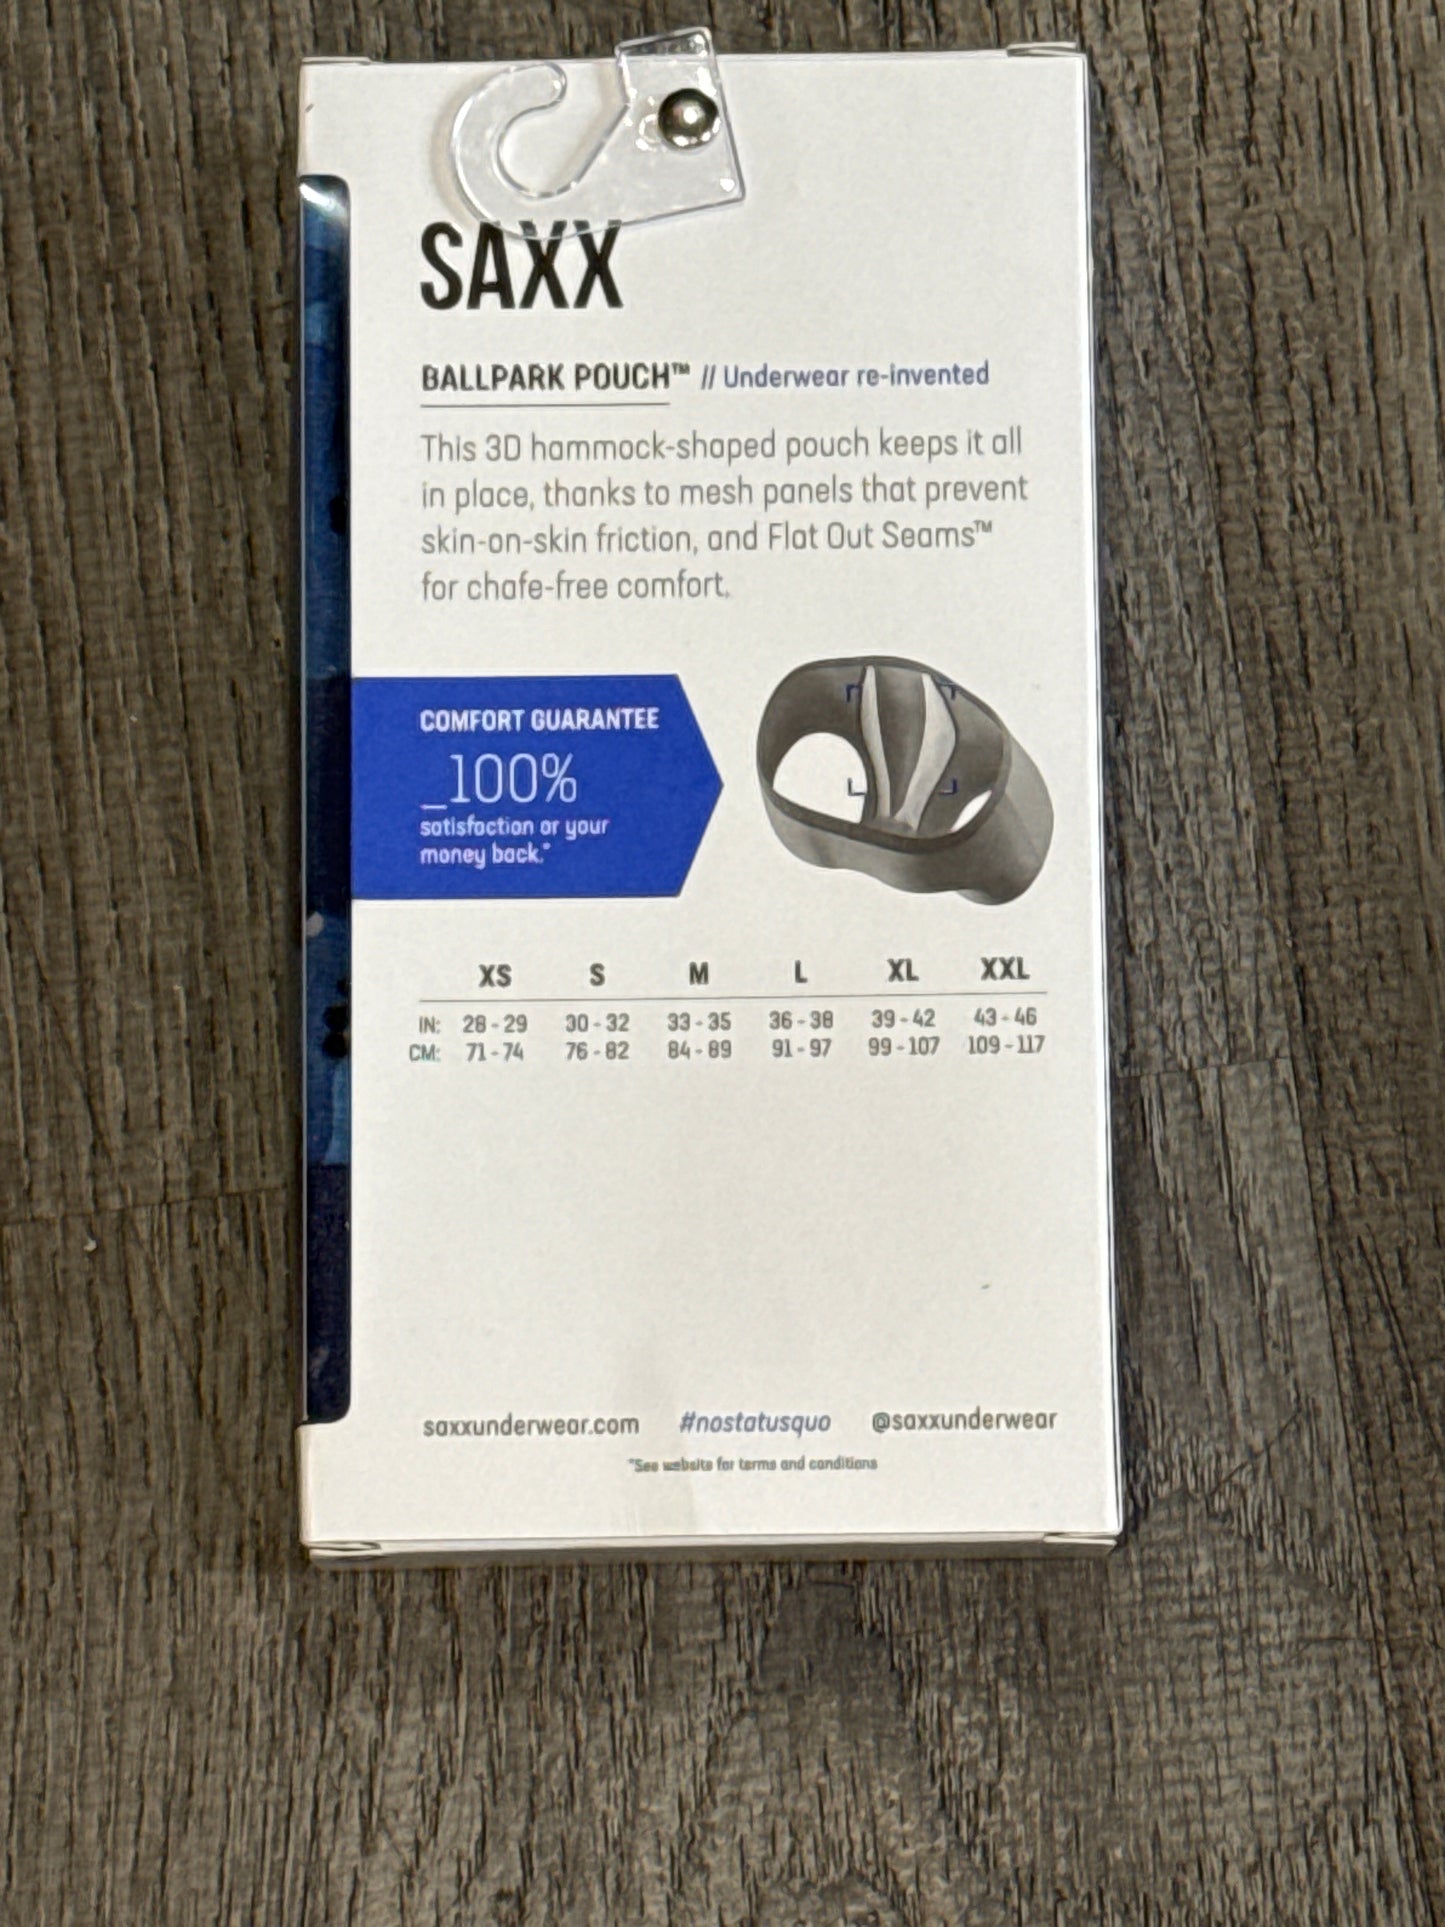 SAXX
BALLPARK POUCH™ // Underwear re-invented
This 3D hammock-shaped pouch keeps it all
in place, thanks to mesh panels that prevent
skin-on-skin friction, and Flat Out Seams™
for chafe-free comfort.
COMFORT GUARANTEE
_100%
satisfaction or your
money back.*
XS S M L XL XXL
IN: 28 - 29 30 - 32 33 - 35 36 - 38 39 - 42 43 - 46
CM: 71 - 74 76 - 82 84 - 89 91 - 97 99 - 107 109 - 117
saxxunderwear.com #nostatusquo @saxxunderwear
*See website for terms and conditions